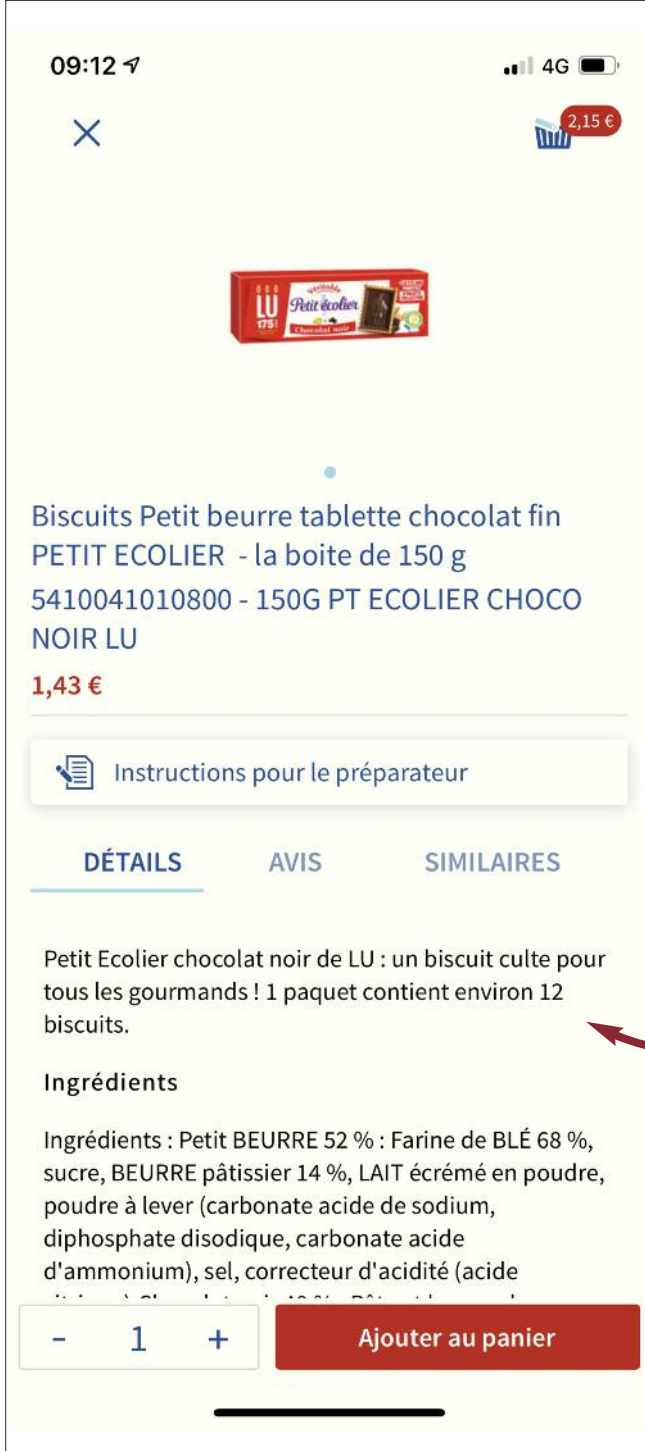 09:12
4G
2,15 €
véritable
LU
Petit écolier
175
Chocolat noir
Biscuits Petit beurre tablette chocolat fin
PETIT ECOLIER - la boite de 150 g
5410041010800 - 150G PT ECOLIER CHOCO
NOIR LU
1,43 €
Instructions pour le préparateur
DÉTAILS AVIS SIMILAIRES
Petit Ecolier chocolat noir de LU : un biscuit culte pour
tous les gourmands ! 1 paquet contient environ 12
biscuits.
Ingrédients
Ingrédients : Petit BEURRE 52 % : Farine de BLÉ 68 %,
sucre, BEURRE pâtissier 14 %, LAIT écrémé en poudre,
poudre à lever (carbonate acide de sodium,
diphosphate disodique, carbonate acide
d'ammonium), sel, correcteur d'acidité (acide
- 1 + Ajouter au panier